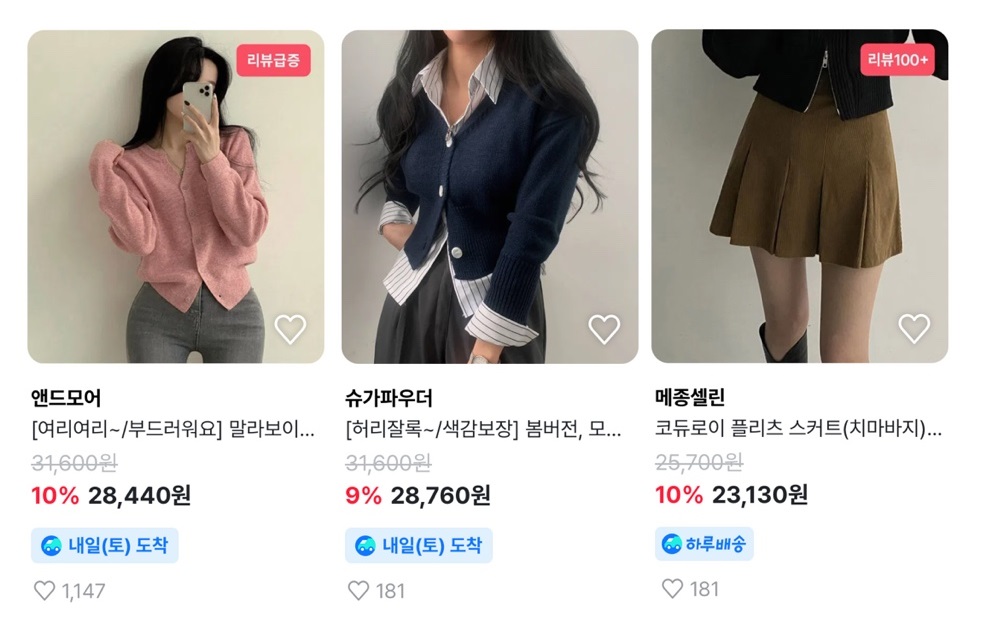 리뷰급증
리뷰100+
앤드모어
[여리여리~/부드러워요] 말라보이...
31,600원
10% 28,440원
내일(토) 도착
1,147
슈가파우더
[허리잘록~/색감보장] 봄버전, 모...
31,600원
9% 28,760원
내일(토) 도착
181
메종셀린
코듀로이 플리츠 스커트(치마바지)...
25,700원
10% 23,130원
하루배송
181